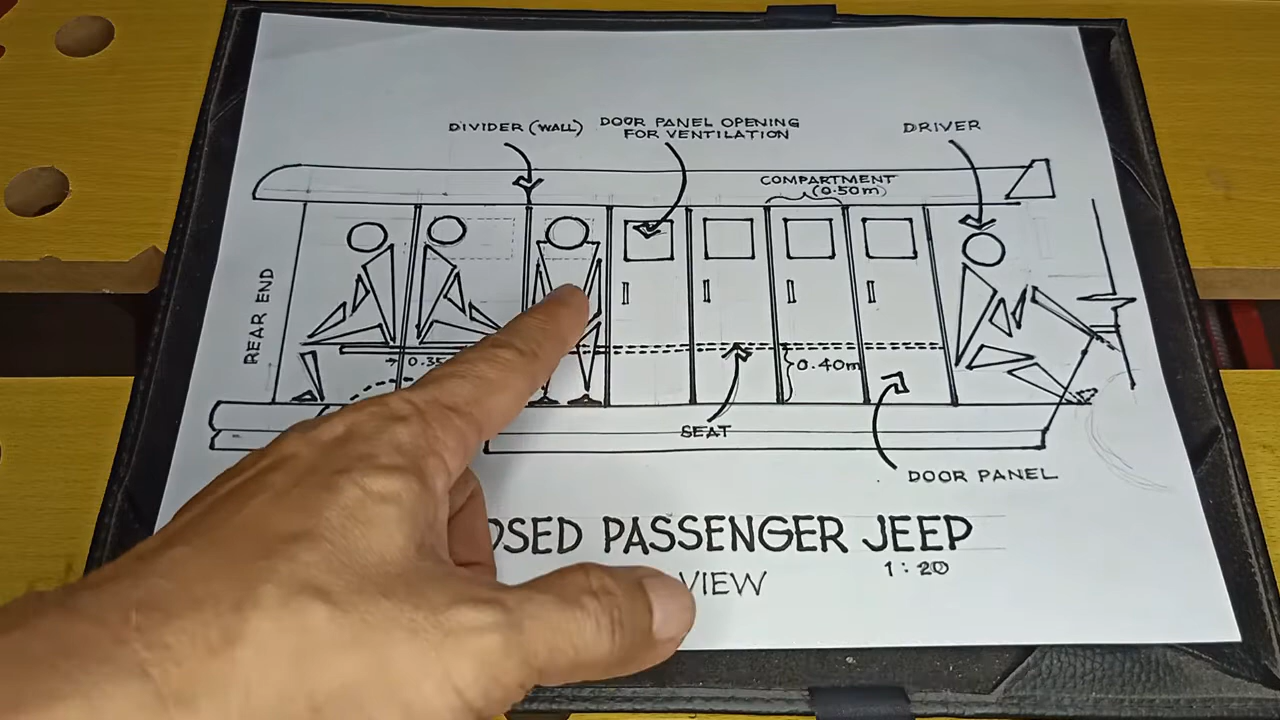 DIVIDER (WALL)
DOOR PANEL OPENING
FOR VENTILATION
DRIVER
COMPARTMENT
(0.50m)
REAR END
0.40m
SEAT
DOOR PANEL
PASSENGER JEEP
VIEW
1:20